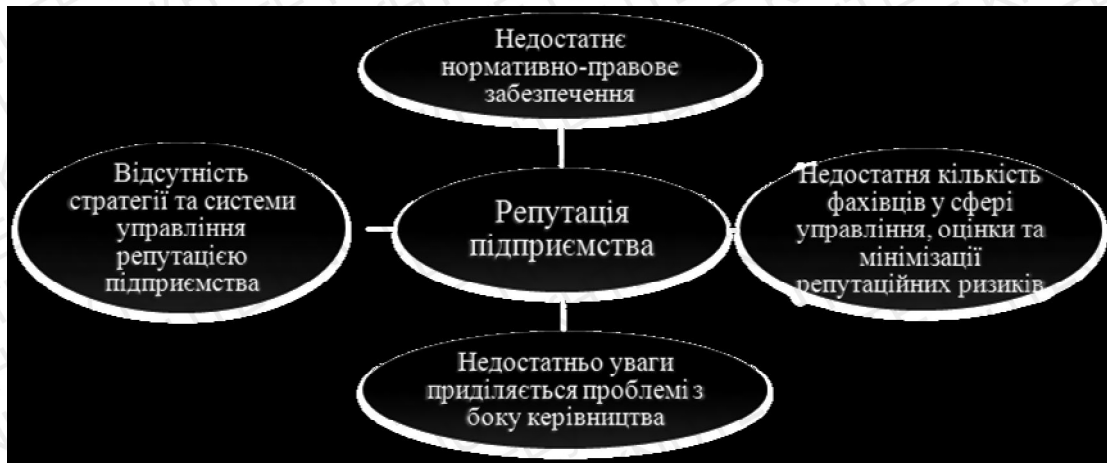 Недостатнє
нормативно-правове
забезпечення
Відсутність
стратегії та системи
управління
репутацією
підприємства
Репутація
підприємства
Недостатня кількість
фахівців у сфері
управління, оцінки та
мінімізації
репутаційних ризиків
Недостатньо уваги
приділяється проблемі з
боку керівництва